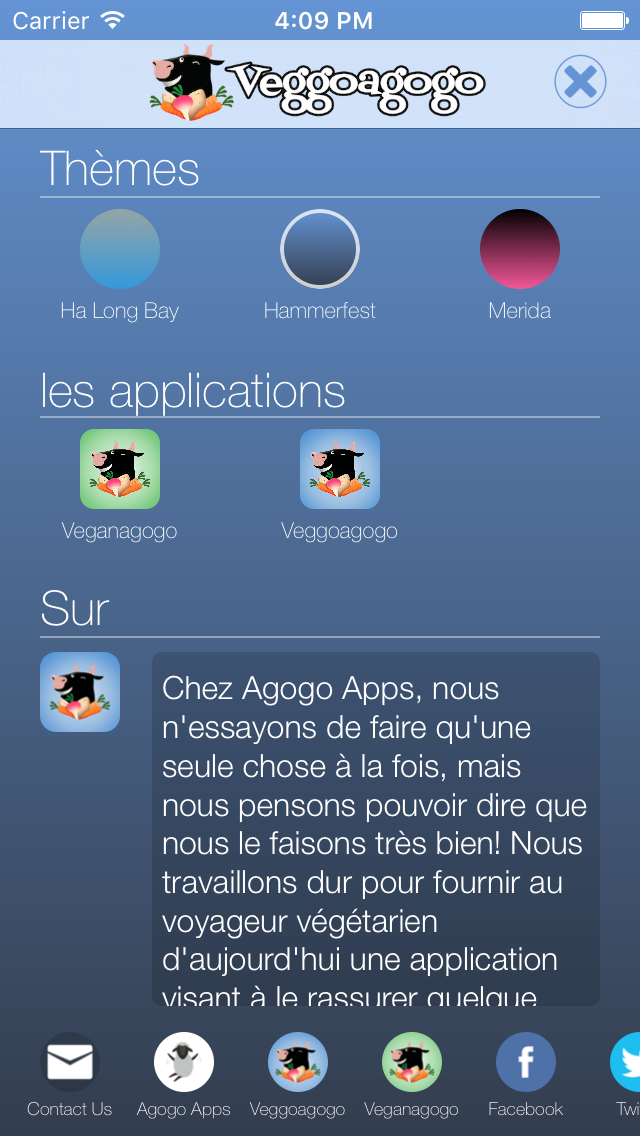 Carrier 4:09 PM
Veggoagogo
Thèmes
Ha Long Bay Hammerfest Merida
les applications
Veganagogo Veggoagogo
Sur
Chez Agogo Apps, nous
n'essayons de faire qu'une
seule chose à la fois, mais
nous pensons pouvoir dire que
nous le faisons très bien! Nous
travaillons dur pour fournir au
voyageur végétarien
d'aujourd'hui une application
visant à le rassurer quelque
Contact Us Agogo Apps Veggoagogo Veganagogo Facebook Twi